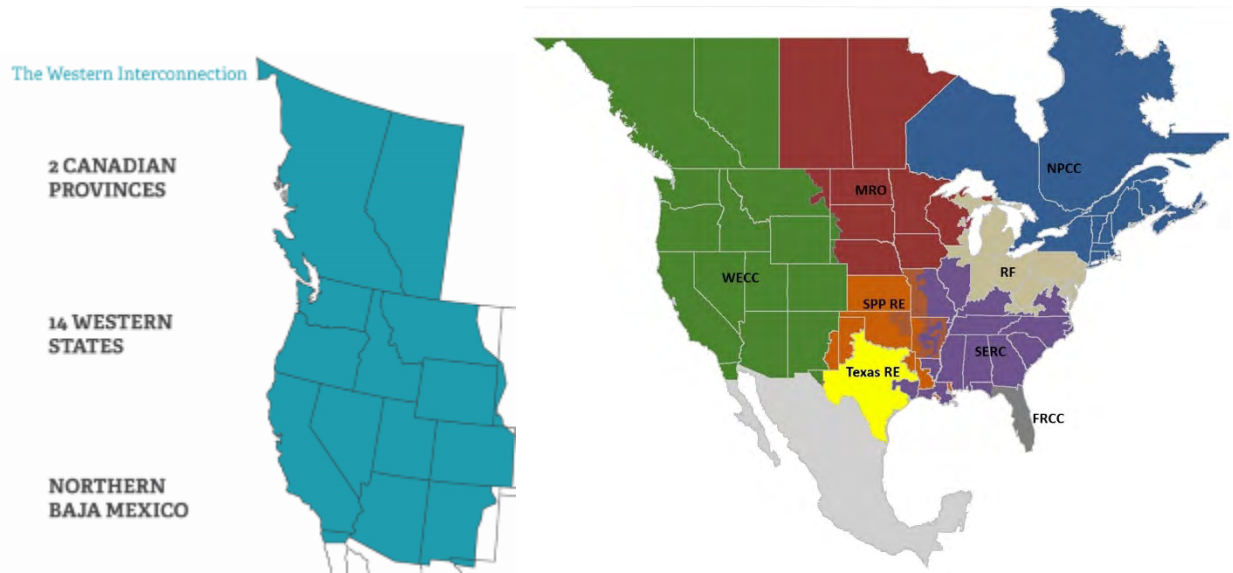 The Western Interconnection
2 CANADIAN
PROVINCES
14 WESTERN
STATES
NORTHERN
BAJA MEXICO
NPCC
MRO
RF
WECC
SPP RE
SERC
Texas RE
FRCC